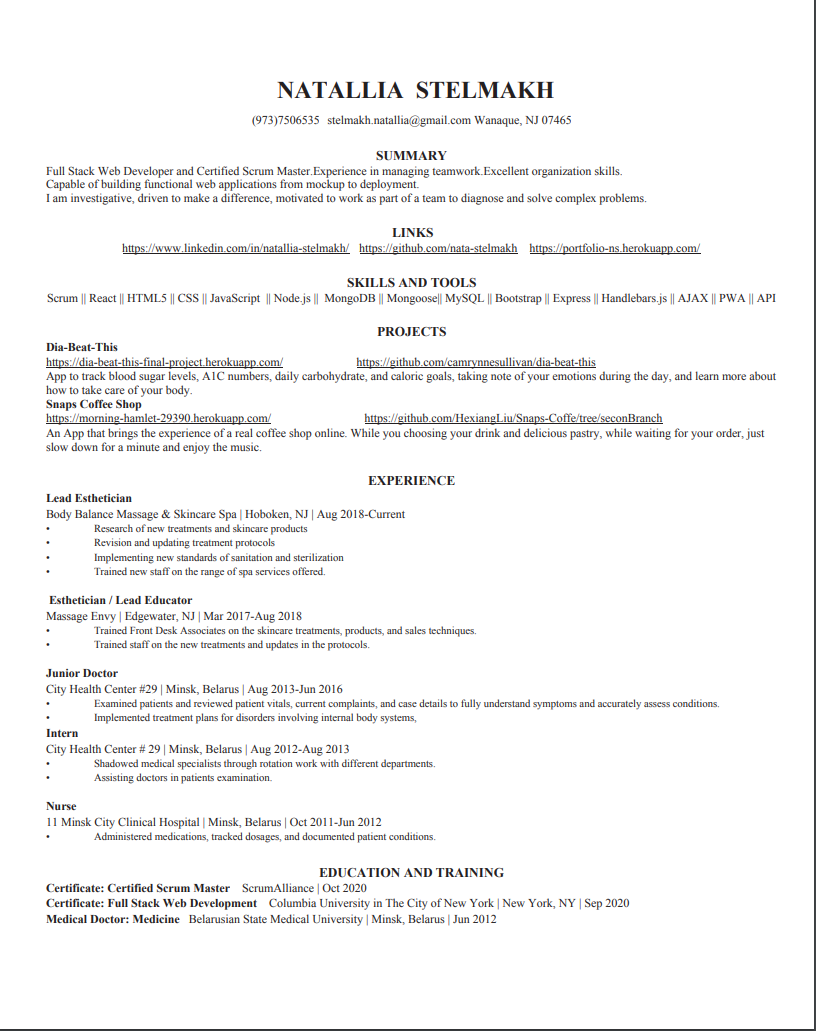 NATALLIA STELMAKH
(973)7506535 stelmakh.natallia@gmail.com Wanaque, NJ 07465
SUMMARY
Full Stack Web Developer and Certified Scrum Master.Experience in managing teamwork.Excellent organization skills.
Capable of building functional web applications from mockup to deployment.
I am investigative, driven to make a difference, motivated to work as part of a team to diagnose and solve complex problems.
LINKS
https://www.linkedin.com/in/natallia-stelmakh/ https://github.com/nata-stelmakh https://portfolio-ns.herokuapp.com/
SKILLS AND TOOLS
Scrum || React || HTML5 || CSS || JavaScript || Node.js || MongoDB || Mongoose|| MySQL || Bootstrap || Express || Handlebars.js || AJAX || PWA || API
PROJECTS
Dia-Beat-This
https://dia-beat-this-final-project.herokuapp.com/ https://github.com/camrynnesullivan/dia-beat-this
App to track blood sugar levels, A1C numbers, daily carbohydrate, and caloric goals, taking note of your emotions during the day, and learn more about
how to take care of your body.
Snaps Coffee Shop
https://morning-hamlet-29390.herokuapp.com/ https://github.com/HexiangLiu/Snaps-Coffe/tree/seconBranch
An App that brings the experience of a real coffee shop online. While you choosing your drink and delicious pastry, while waiting for your order, just
slow down for a minute and enjoy the music.
EXPERIENCE
Lead Esthetician
Body Balance Massage & Skincare Spa | Hoboken, NJ | Aug 2018-Current
• Research of new treatments and skincare products
• Revision and updating treatment protocols
• Implementing new standards of sanitation and sterilization
• Trained new staff on the range of spa services offered.
Esthetician / Lead Educator
Massage Envy | Edgewater, NJ | Mar 2017-Aug 2018
• Trained Front Desk Associates on the skincare treatments, products, and sales techniques.
• Trained staff on the new treatments and updates in the protocols.
Junior Doctor
City Health Center #29 | Minsk, Belarus | Aug 2013-Jun 2016
• Examined patients and reviewed patient vitals, current complaints, and case details to fully understand symptoms and accurately assess conditions.
• Implemented treatment plans for disorders involving internal body systems,
Intern
City Health Center # 29 | Minsk, Belarus | Aug 2012-Aug 2013
• Shadowed medical specialists through rotation work with different departments.
• Assisting doctors in patients examination.
Nurse
11 Minsk City Clinical Hospital | Minsk, Belarus | Oct 2011-Jun 2012
• Administered medications, tracked dosages, and documented patient conditions.
EDUCATION AND TRAINING
Certificate: Certified Scrum Master ScrumAlliance | Oct 2020
Certificate: Full Stack Web Development Columbia University in The City of New York | New York, NY | Sep 2020
Medical Doctor: Medicine Belarusian State Medical University | Minsk, Belarus | Jun 2012